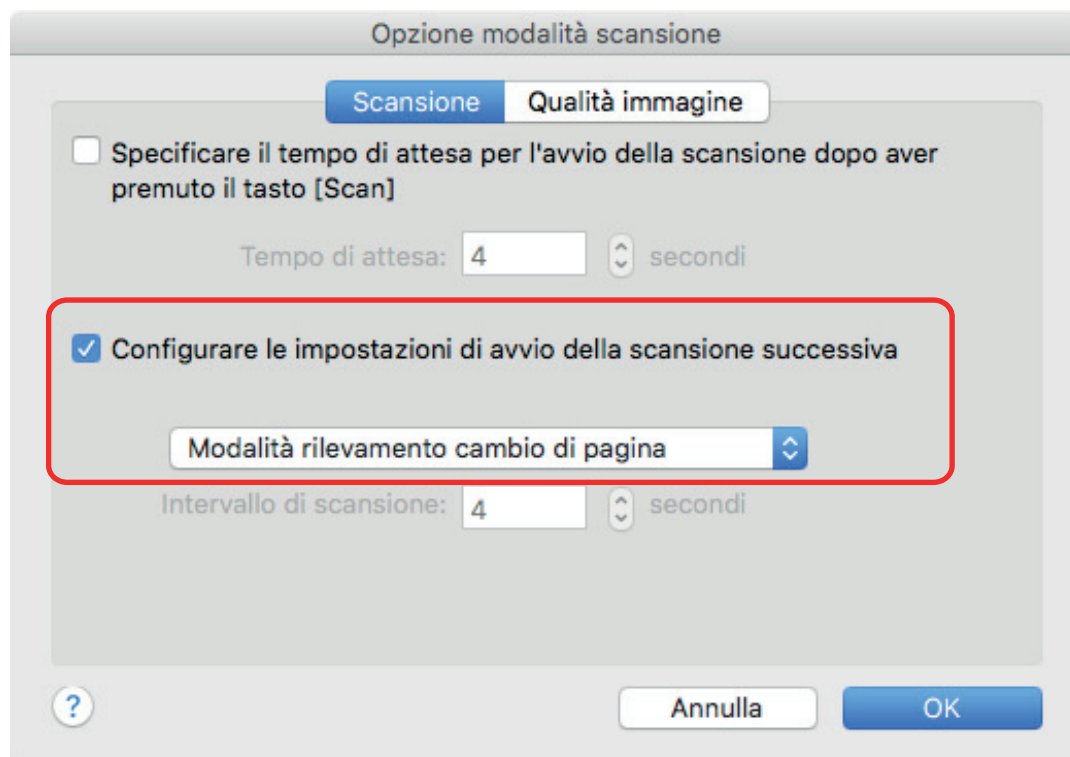 Opzione modalità scansione
Scansione Qualità immagine
Specificare il tempo di attesa per l'avvio della scansione dopo aver
premuto il tasto [Scan]
Tempo di attesa: 4 secondi
Configurare le impostazioni di avvio della scansione successiva
Modalità rilevamento cambio di pagina
Intervallo di scansione: 4 secondi
? Annulla OK